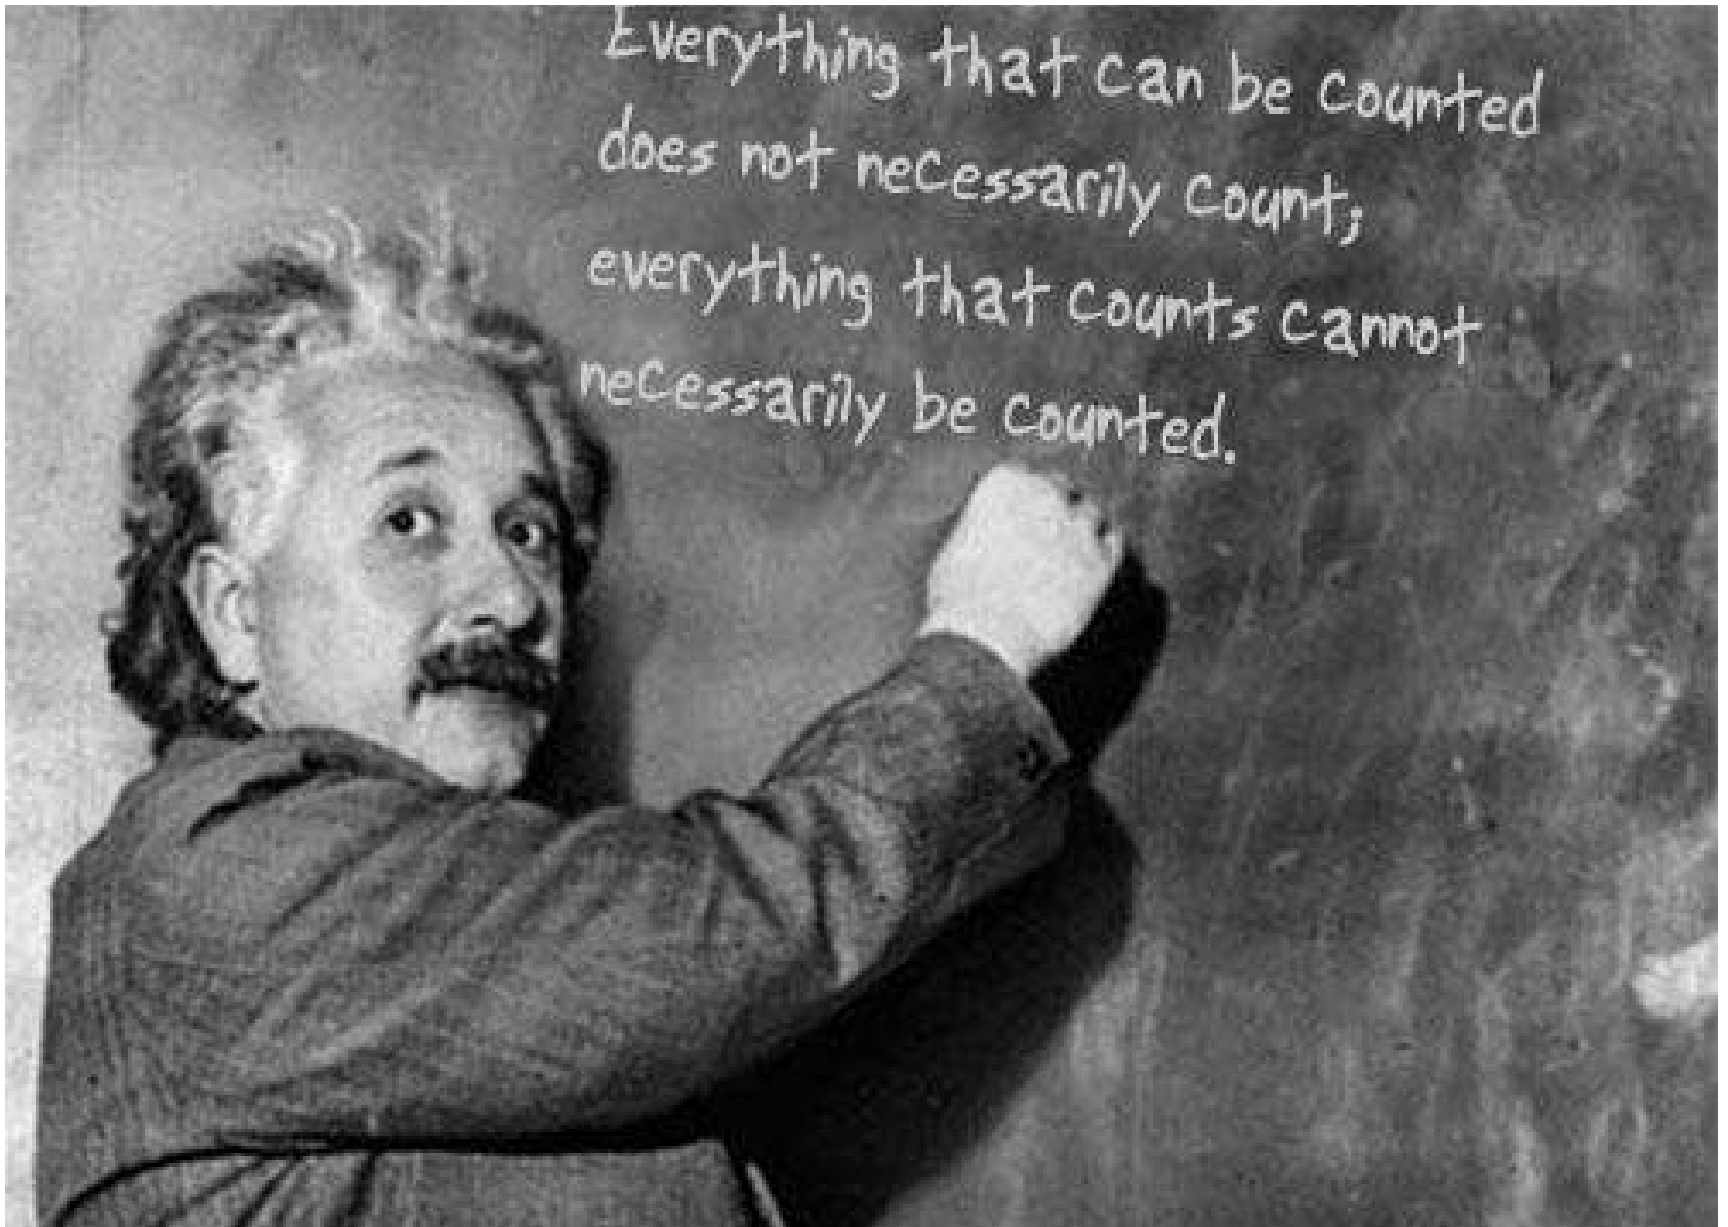 Everything that can be counted
does not necessarily count;
everything that counts cannot
necessarily be counted.